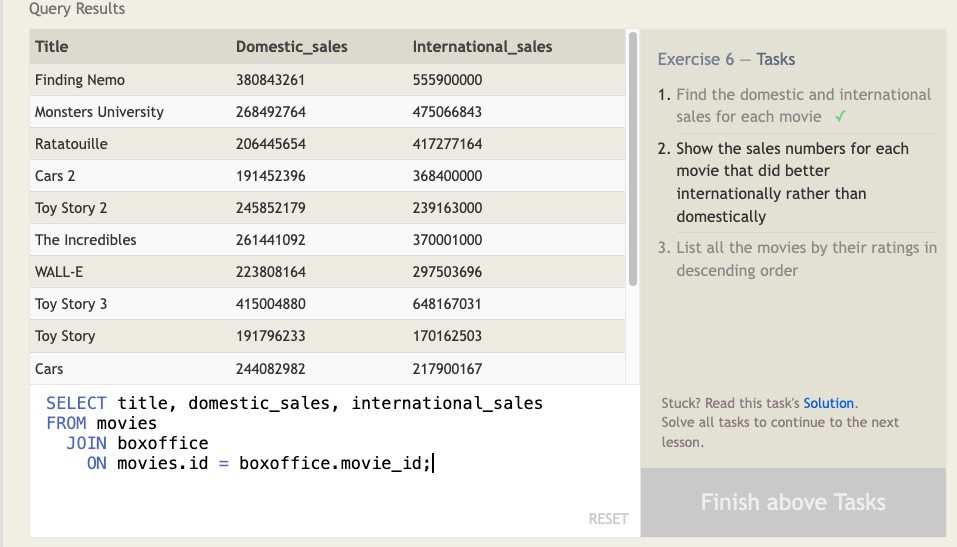 Query Results
Title Domestic_sales International_sales
Finding Nemo 380843261 555900000
Monsters University 268492764 475066843
Ratatouille 206445654 417277164
Cars 2 191452396 368400000
Toy Story 2 245852179 239163000
The Incredibles 261441092 370001000
WALL-E 223808164 297503696
Toy Story 3 415004880 648167031
Toy Story 191796233 170162503
Cars 244082982 217900167
SELECT title, domestic_sales, international_sales
FROM movies
JOIN boxoffice
ON movies.id = boxoffice.movie_id;
RESET
Exercise 6 — Tasks
1. Find the domestic and international
sales for each movie ✓
2. Show the sales numbers for each
movie that did better
internationally rather than
domestically
3. List all the movies by their ratings in
descending order
Stuck? Read this task's Solution.
Solve all tasks to continue to the next
lesson.
Finish above Tasks